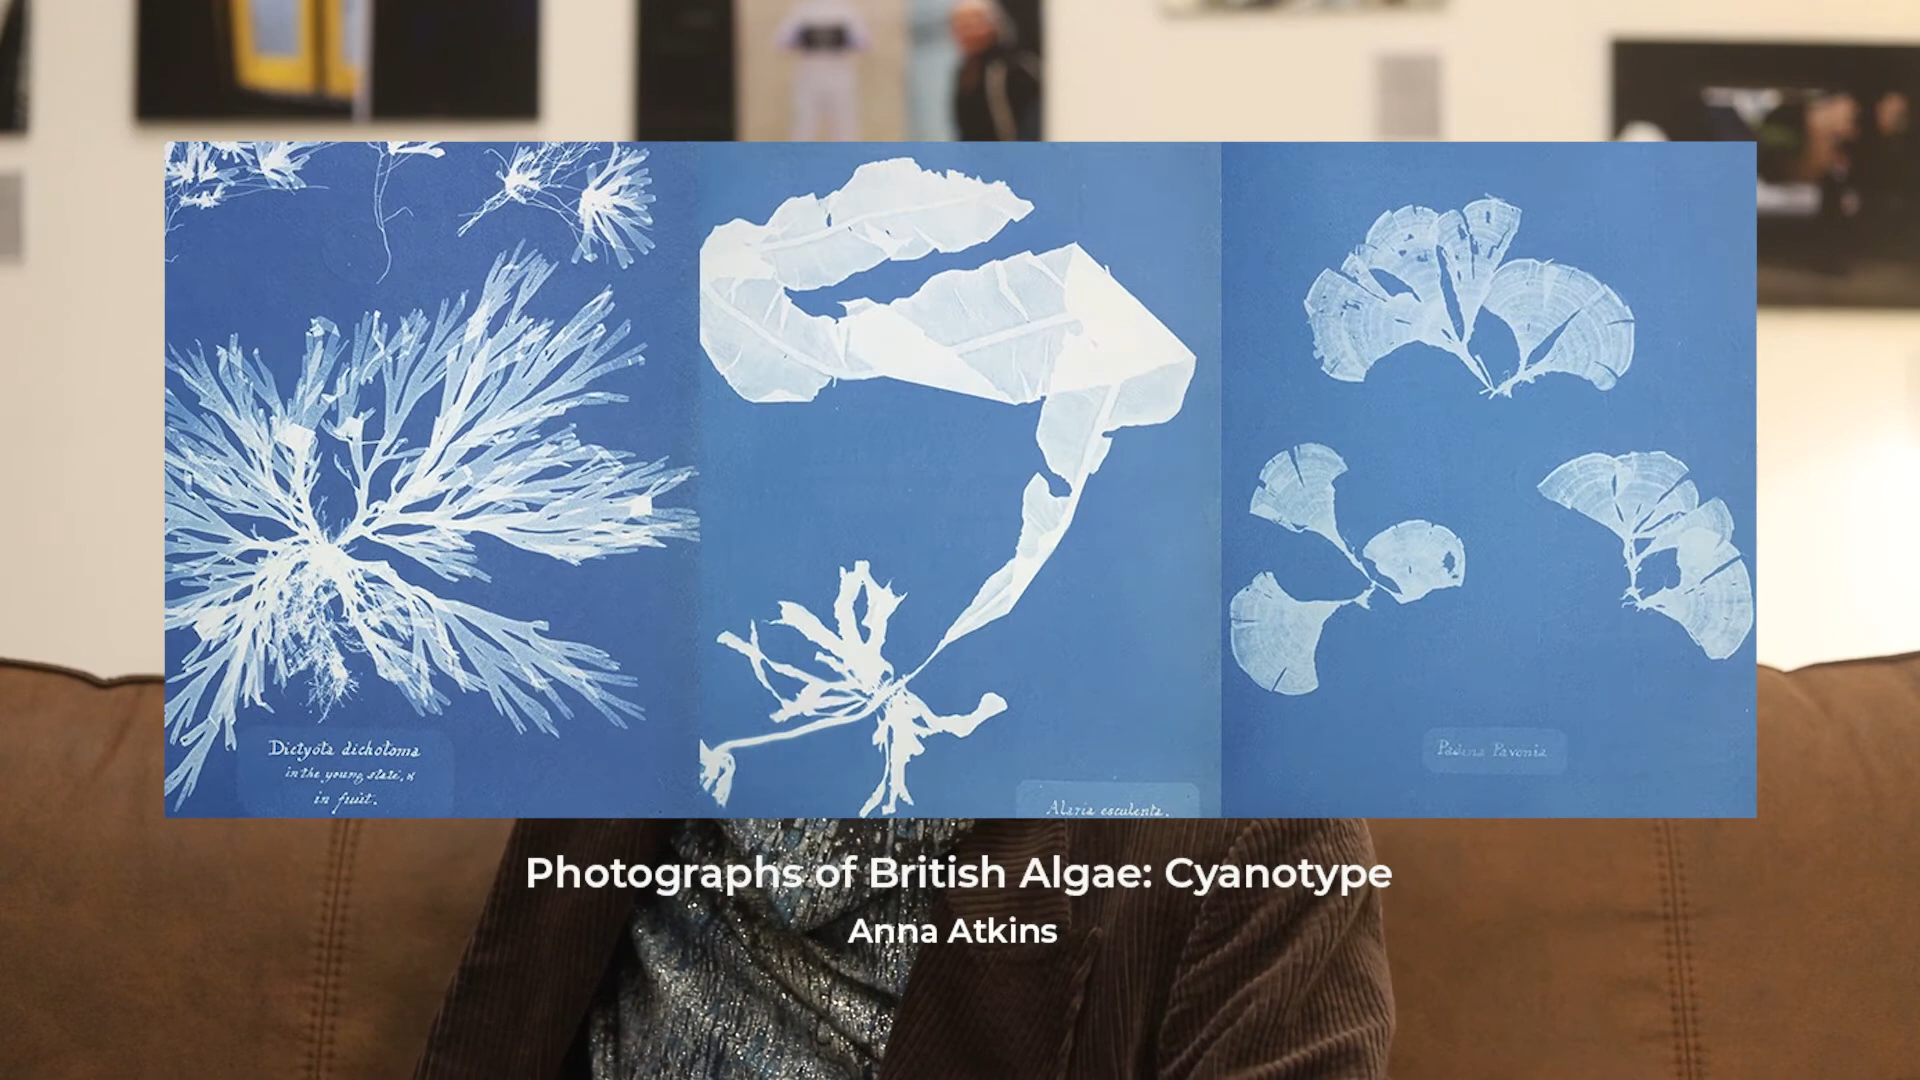 Dictyota dichotoma
in the young state, &
in fruit.
Alaria esculenta.
Padina Pavonia
Photographs of British Algae: Cyanotype
Anna Atkins